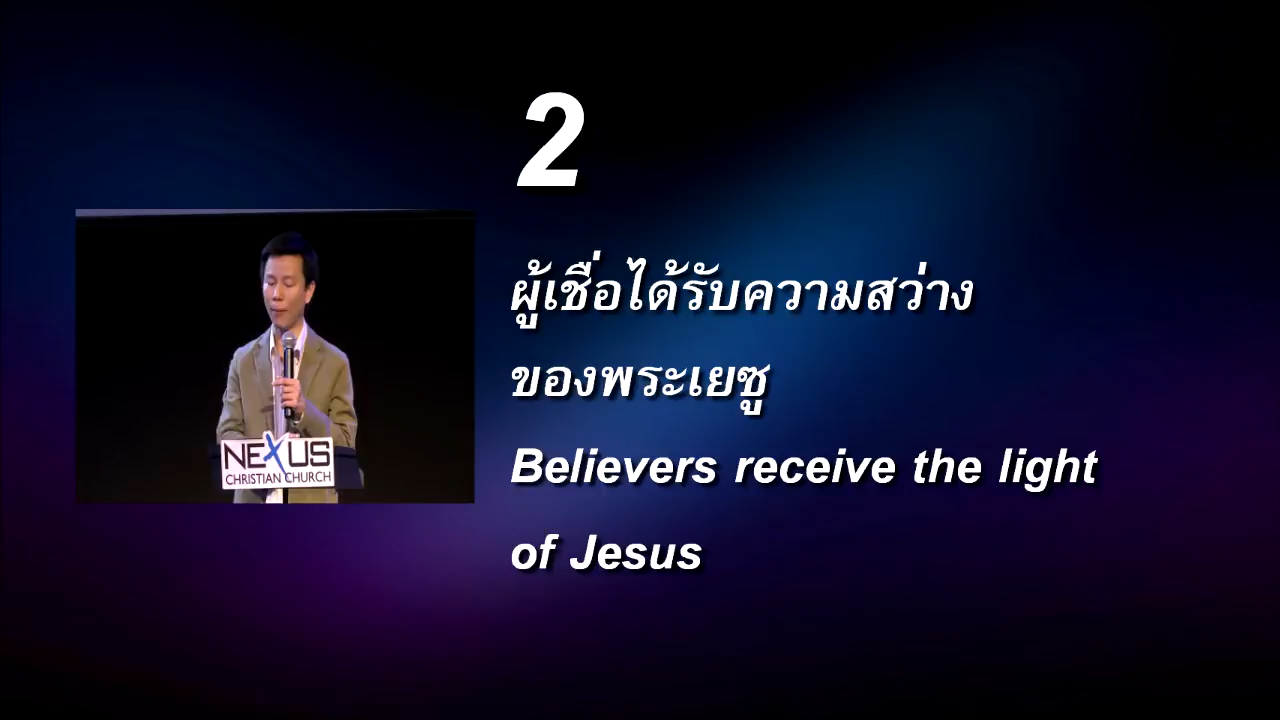 2
ผู้เชื่อได้รับความสว่าง
ของพระเยซู
Believers receive the light
of Jesus
NEXUS
CHRISTIAN CHURCH